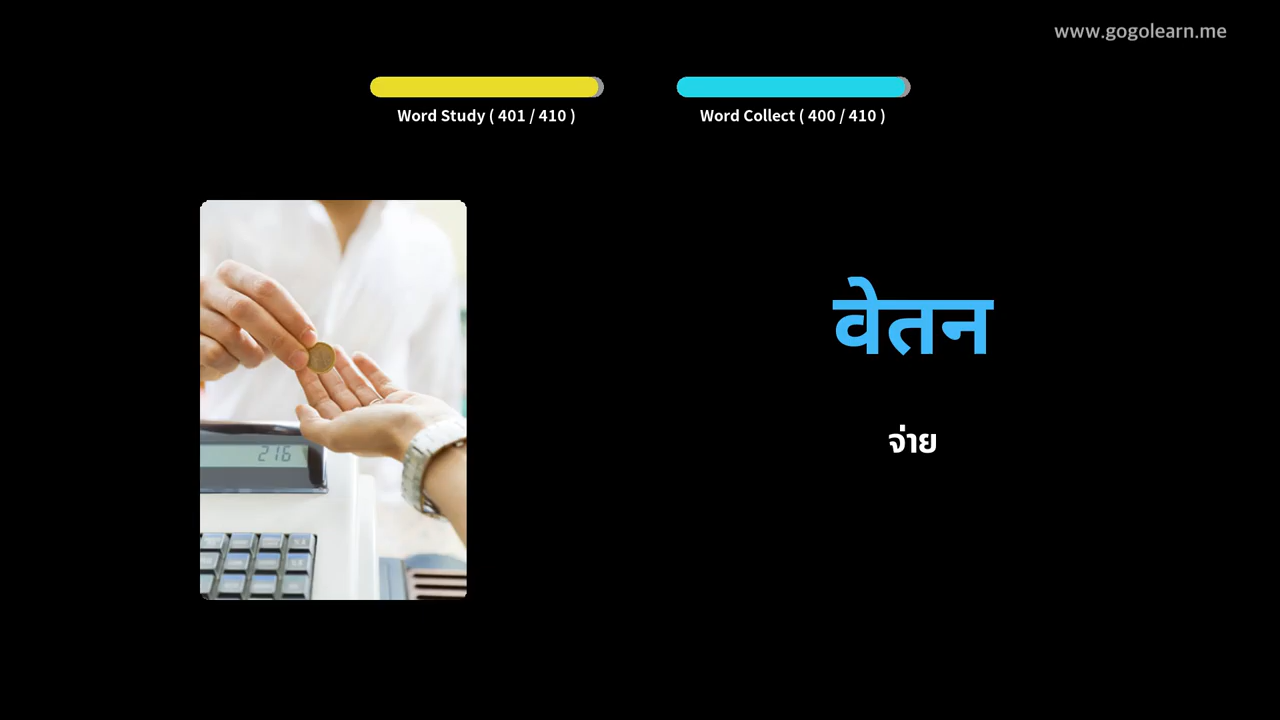 www.gogolearn.me
Word Study ( 401 / 410 )
Word Collect ( 400 / 410 )
वेतन
จ่าย
216